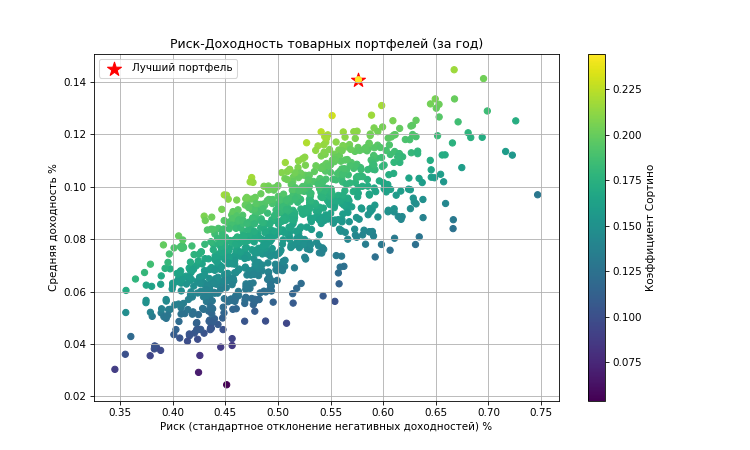 Риск-Доходность товарных портфелей (за год)
Лучший портфель
Средняя доходность %
0.14
0.12
0.10
0.08
0.06
0.04
0.02
0.35 0.40 0.45 0.50 0.55 0.60 0.65 0.70 0.75
Риск (стандартное отклонение негативных доходностей) %
0.225
0.200
0.175
0.150
0.125
0.100
0.075
Коэффициент Сортино